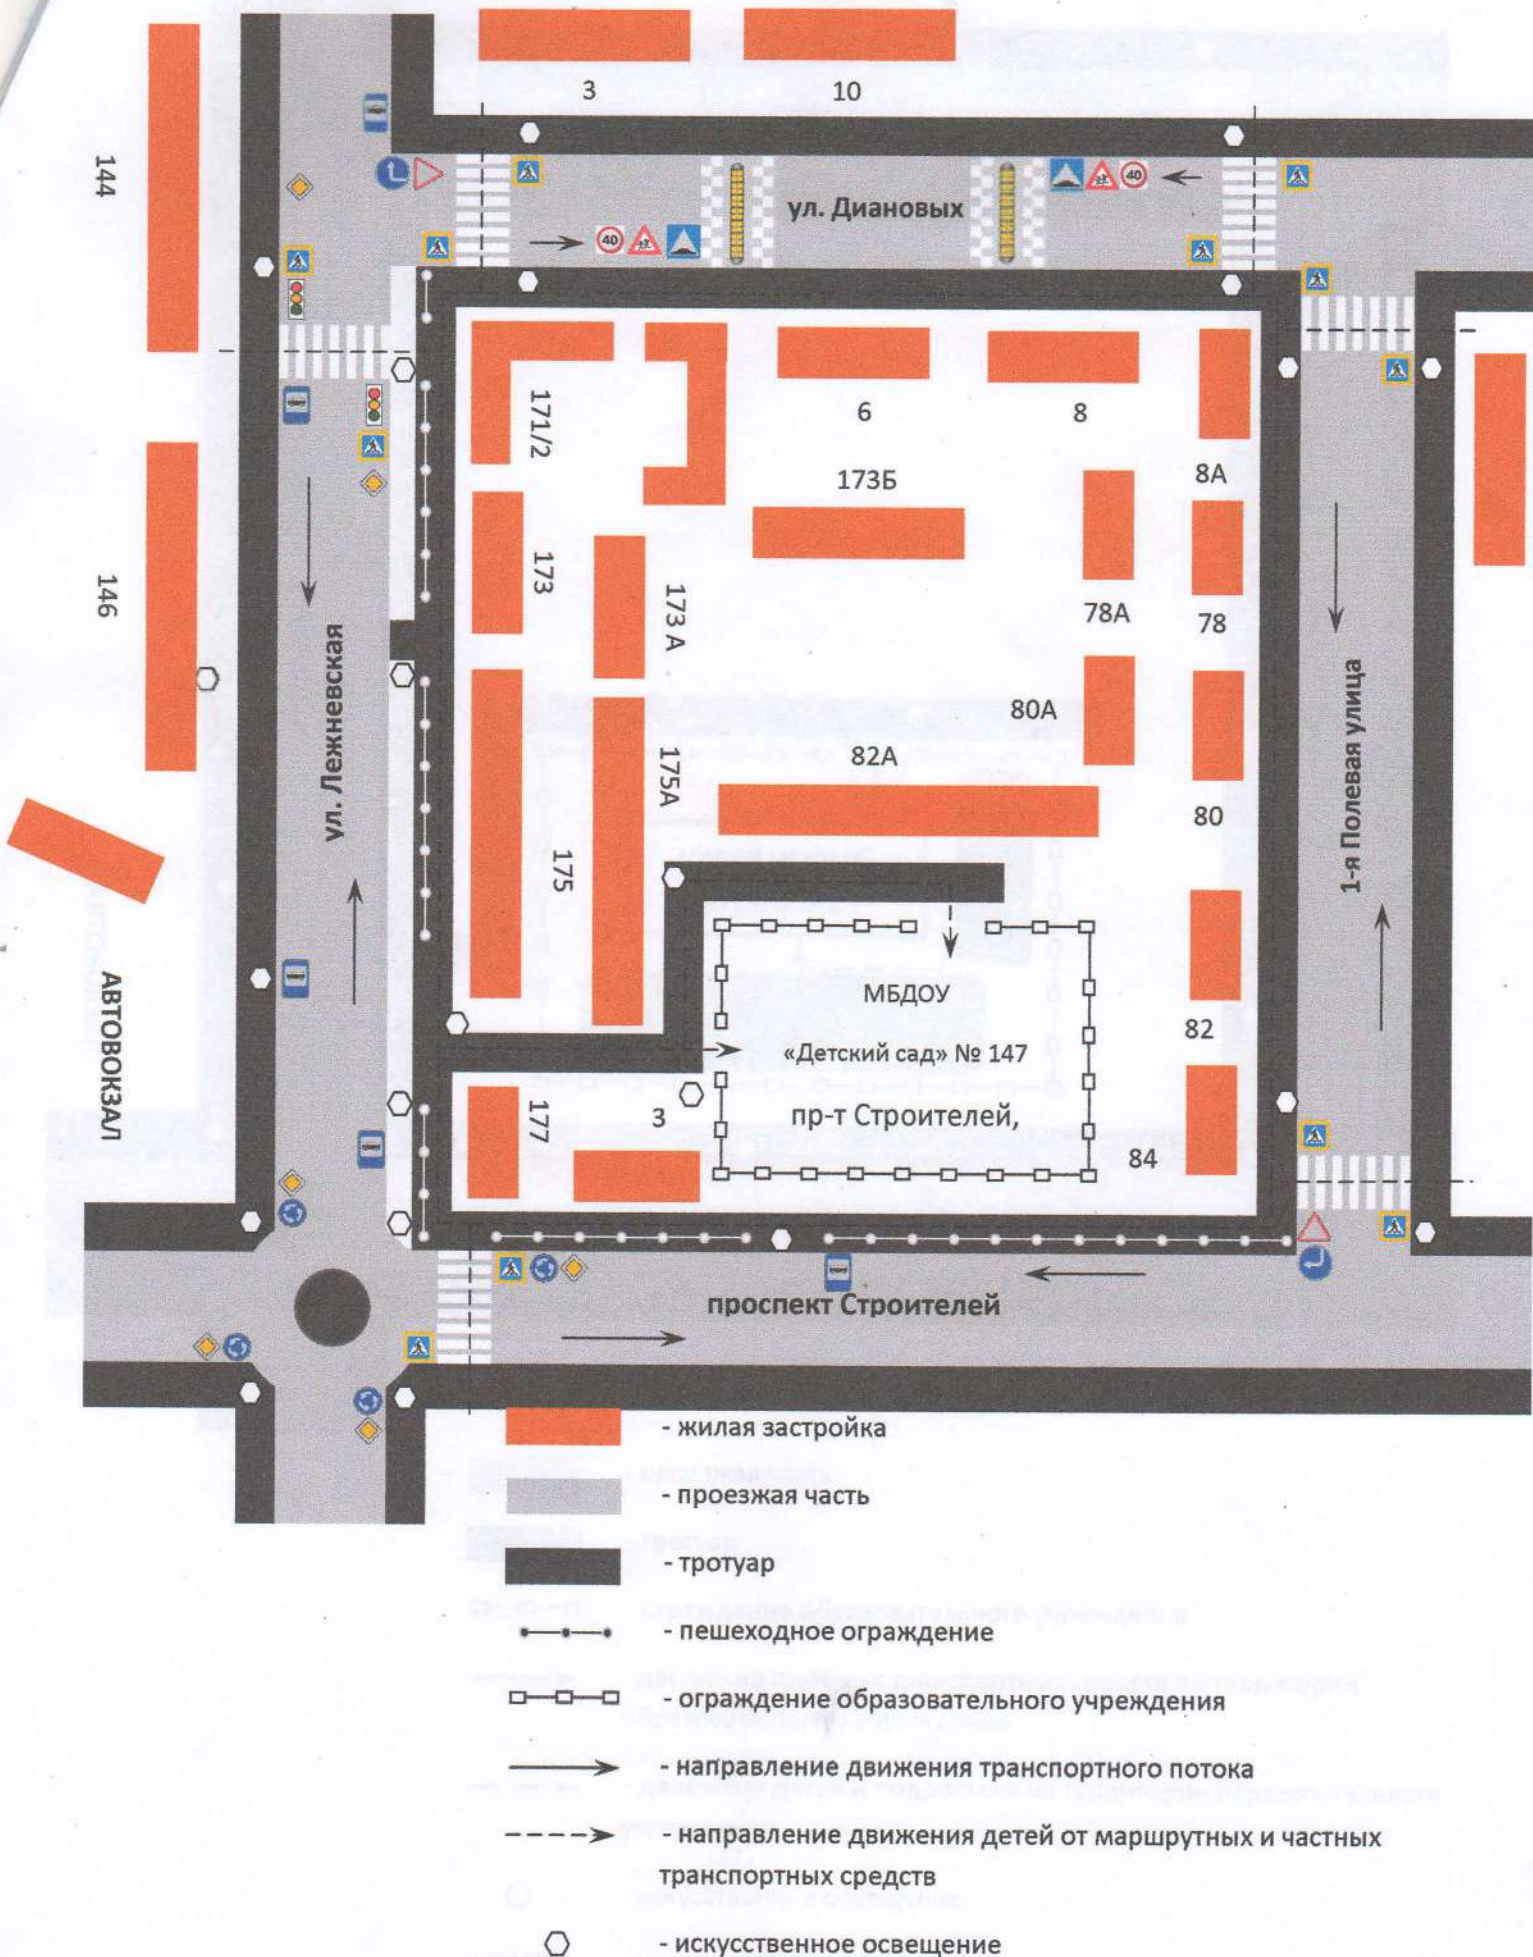 3
10
144
40
ул. Диановых
40
171/2
6
8
173Б
8А
173
173 А
78А
78
146
ул. Лежневская
80А
1-я Полевая улица
82А
175А
80
175
АВТОВОКЗАЛ
МБДОУ
82
«Детский сад» № 147
177
3
пр-т Строителей,
84
проспект Строителей
- жилая застройка
- проезжая часть
- тротуар
- пешеходное ограждение
- ограждение образовательного учреждения
- направление движения транспортного потока
- направление движения детей от маршрутных и частных
транспортных средств
- искусственное освещение